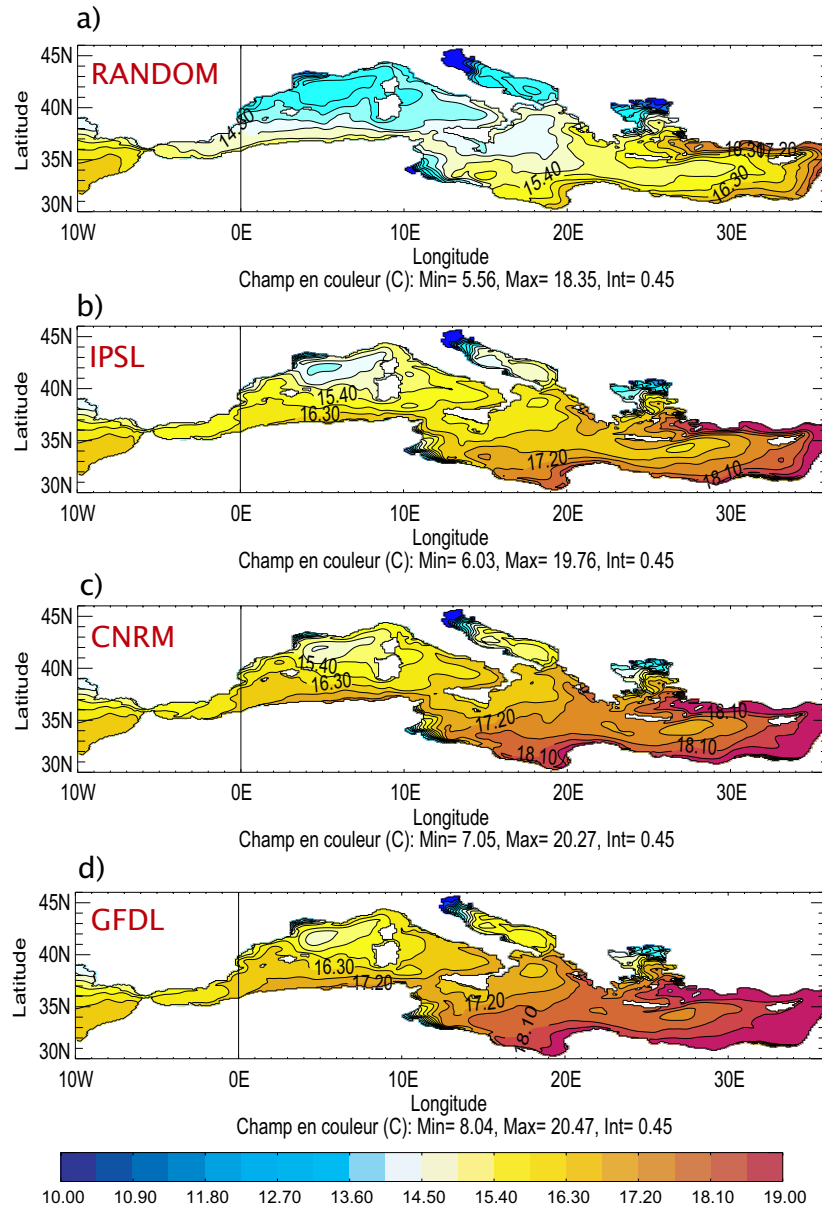 a)
RANDOM
Latitude
45N
40N
35N
30N
14.50
15.40
16.30
16.30
17.20
10W 0E 10E 20E 30E
Longitude
Champ en couleur (C): Min= 5.56, Max= 18.35, Int= 0.45
b)
IPSL
Latitude
45N
40N
35N
30N
15.40
16.30
17.20
18.10
10W 0E 10E 20E 30E
Longitude
Champ en couleur (C): Min= 6.03, Max= 19.76, Int= 0.45
c)
CNRM
Latitude
45N
40N
35N
30N
15.40
16.30
17.20
18.10
18.10
18.10
10W 0E 10E 20E 30E
Longitude
Champ en couleur (C): Min= 7.05, Max= 20.27, Int= 0.45
d)
GFDL
Latitude
45N
40N
35N
30N
16.30
17.20
17.20
18.10
10W 0E 10E 20E 30E
Longitude
Champ en couleur (C): Min= 8.04, Max= 20.47, Int= 0.45
10.00 10.90 11.80 12.70 13.60 14.50 15.40 16.30 17.20 18.10 19.00